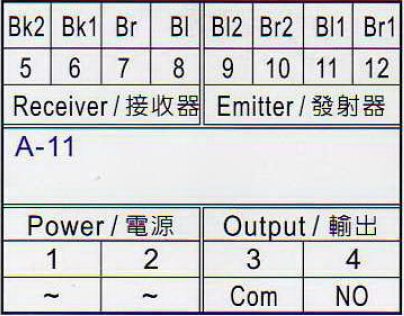 Bk2 Bk1 Br Bl Bl2 Br2 Bl1 Br1
5 6 7 8 9 10 11 12
Receiver / 接收器 Emitter / 發射器
A-11
Power / 電源 Output / 輸出
1 2 3 4
~ ~ Com NO